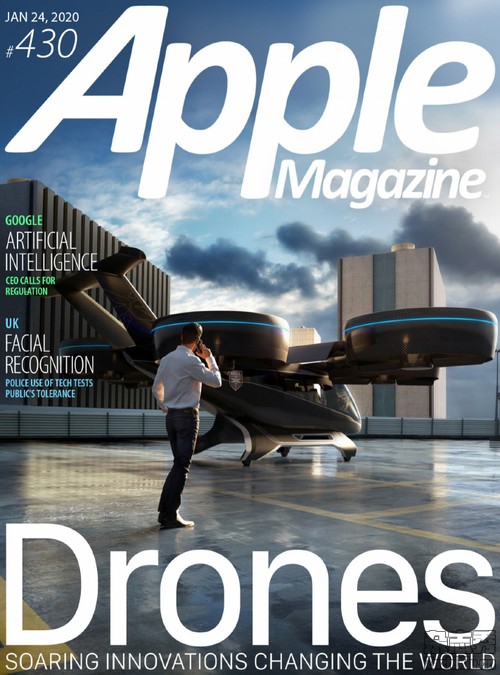 JAN 24, 2020
#430
Apple
Magazine
GOOGLE
ARTIFICIAL
INTELLIGENCE
CEO CALLS FOR
REGULATION
UK
FACIAL
RECOGNITION
POLICE USE OF TECH TESTS
PUBLIC'S TOLERANCE
Drones
SOARING INNOVATIONS CHANGING THE WORLD